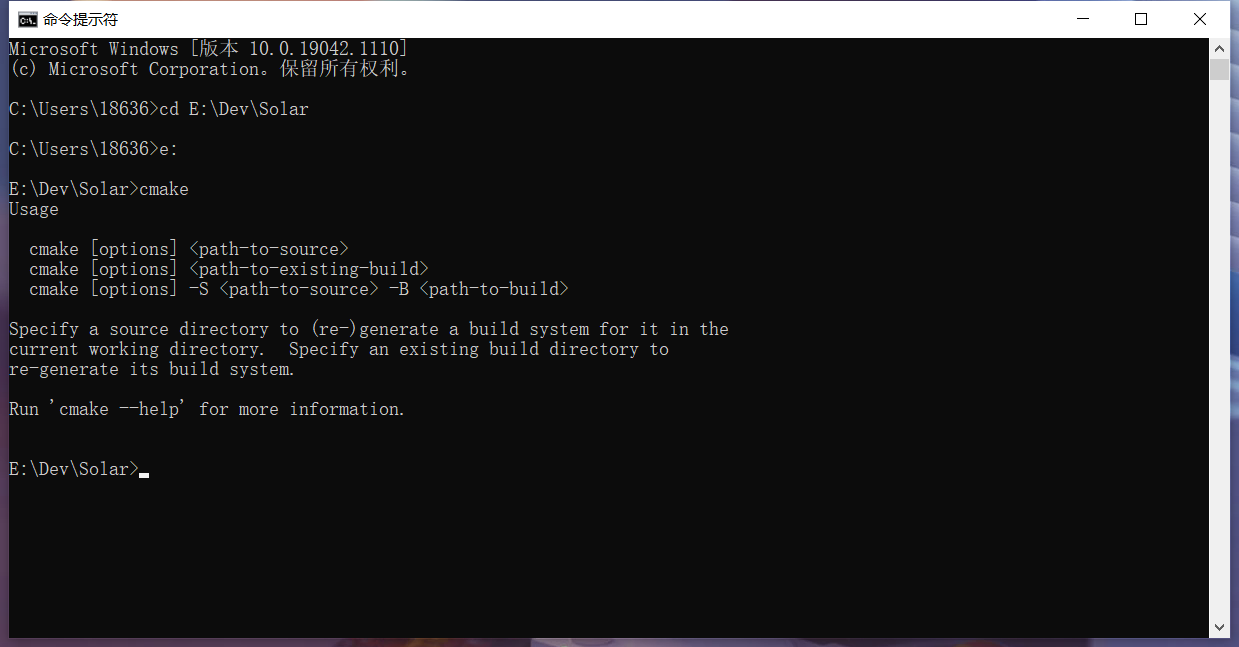 命令提示符
Microsoft Windows [版本 10.0.19042.1110]
(c) Microsoft Corporation。保留所有权利。
C:\Users\18636>cd E:\Dev\Solar
C:\Users\18636>e:
E:\Dev\Solar>cmake
Usage
  cmake [options] <path-to-source>
  cmake [options] <path-to-existing-build>
  cmake [options] -S <path-to-source> -B <path-to-build>
Specify a source directory to (re-)generate a build system for it in the
current working directory.  Specify an existing build directory to
re-generate its build system.
Run 'cmake --help' for more information.
E:\Dev\Solar>